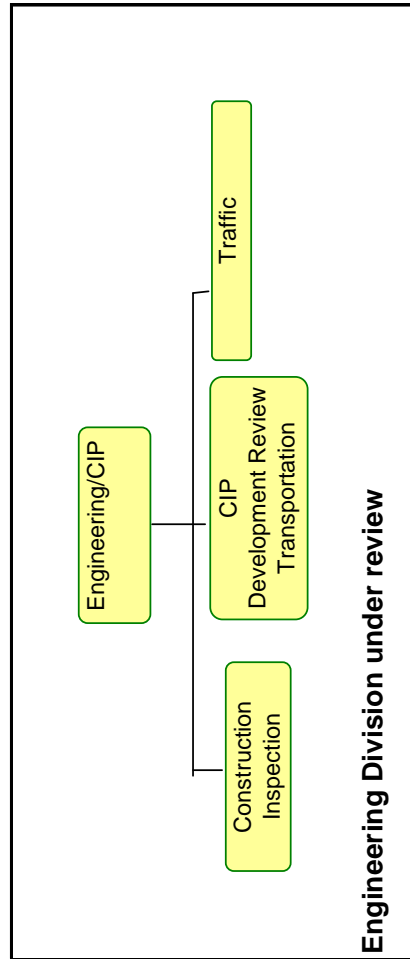 Engineering/CIP
Construction
Inspection
CIP
Development Review
Transportation
Traffic
Engineering Division under review